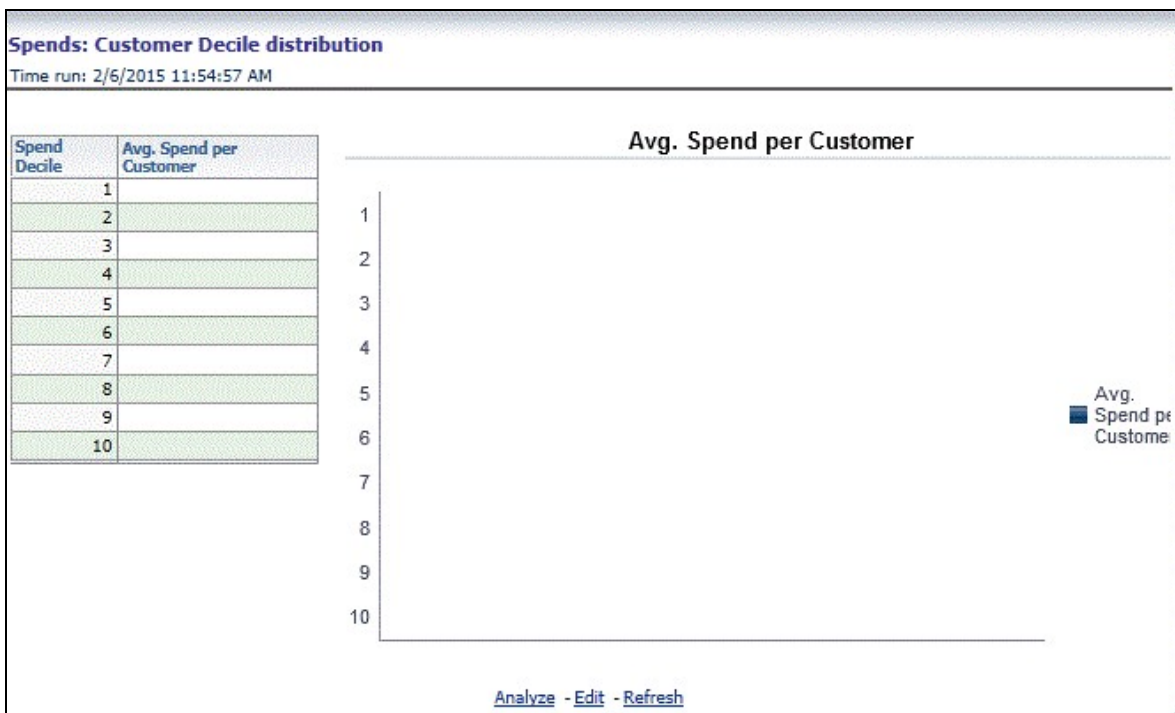 Spends: Customer Decile distribution
Time run: 2/6/2015 11:54:57 AM
Spend Decile
Avg. Spend per Customer
1
2
3
4
5
6
7
8
9
10
Avg. Spend per Customer
1
2
3
4
5
6
7
8
9
10
Avg.
Spend pe
Custome
Analyze - Edit - Refresh